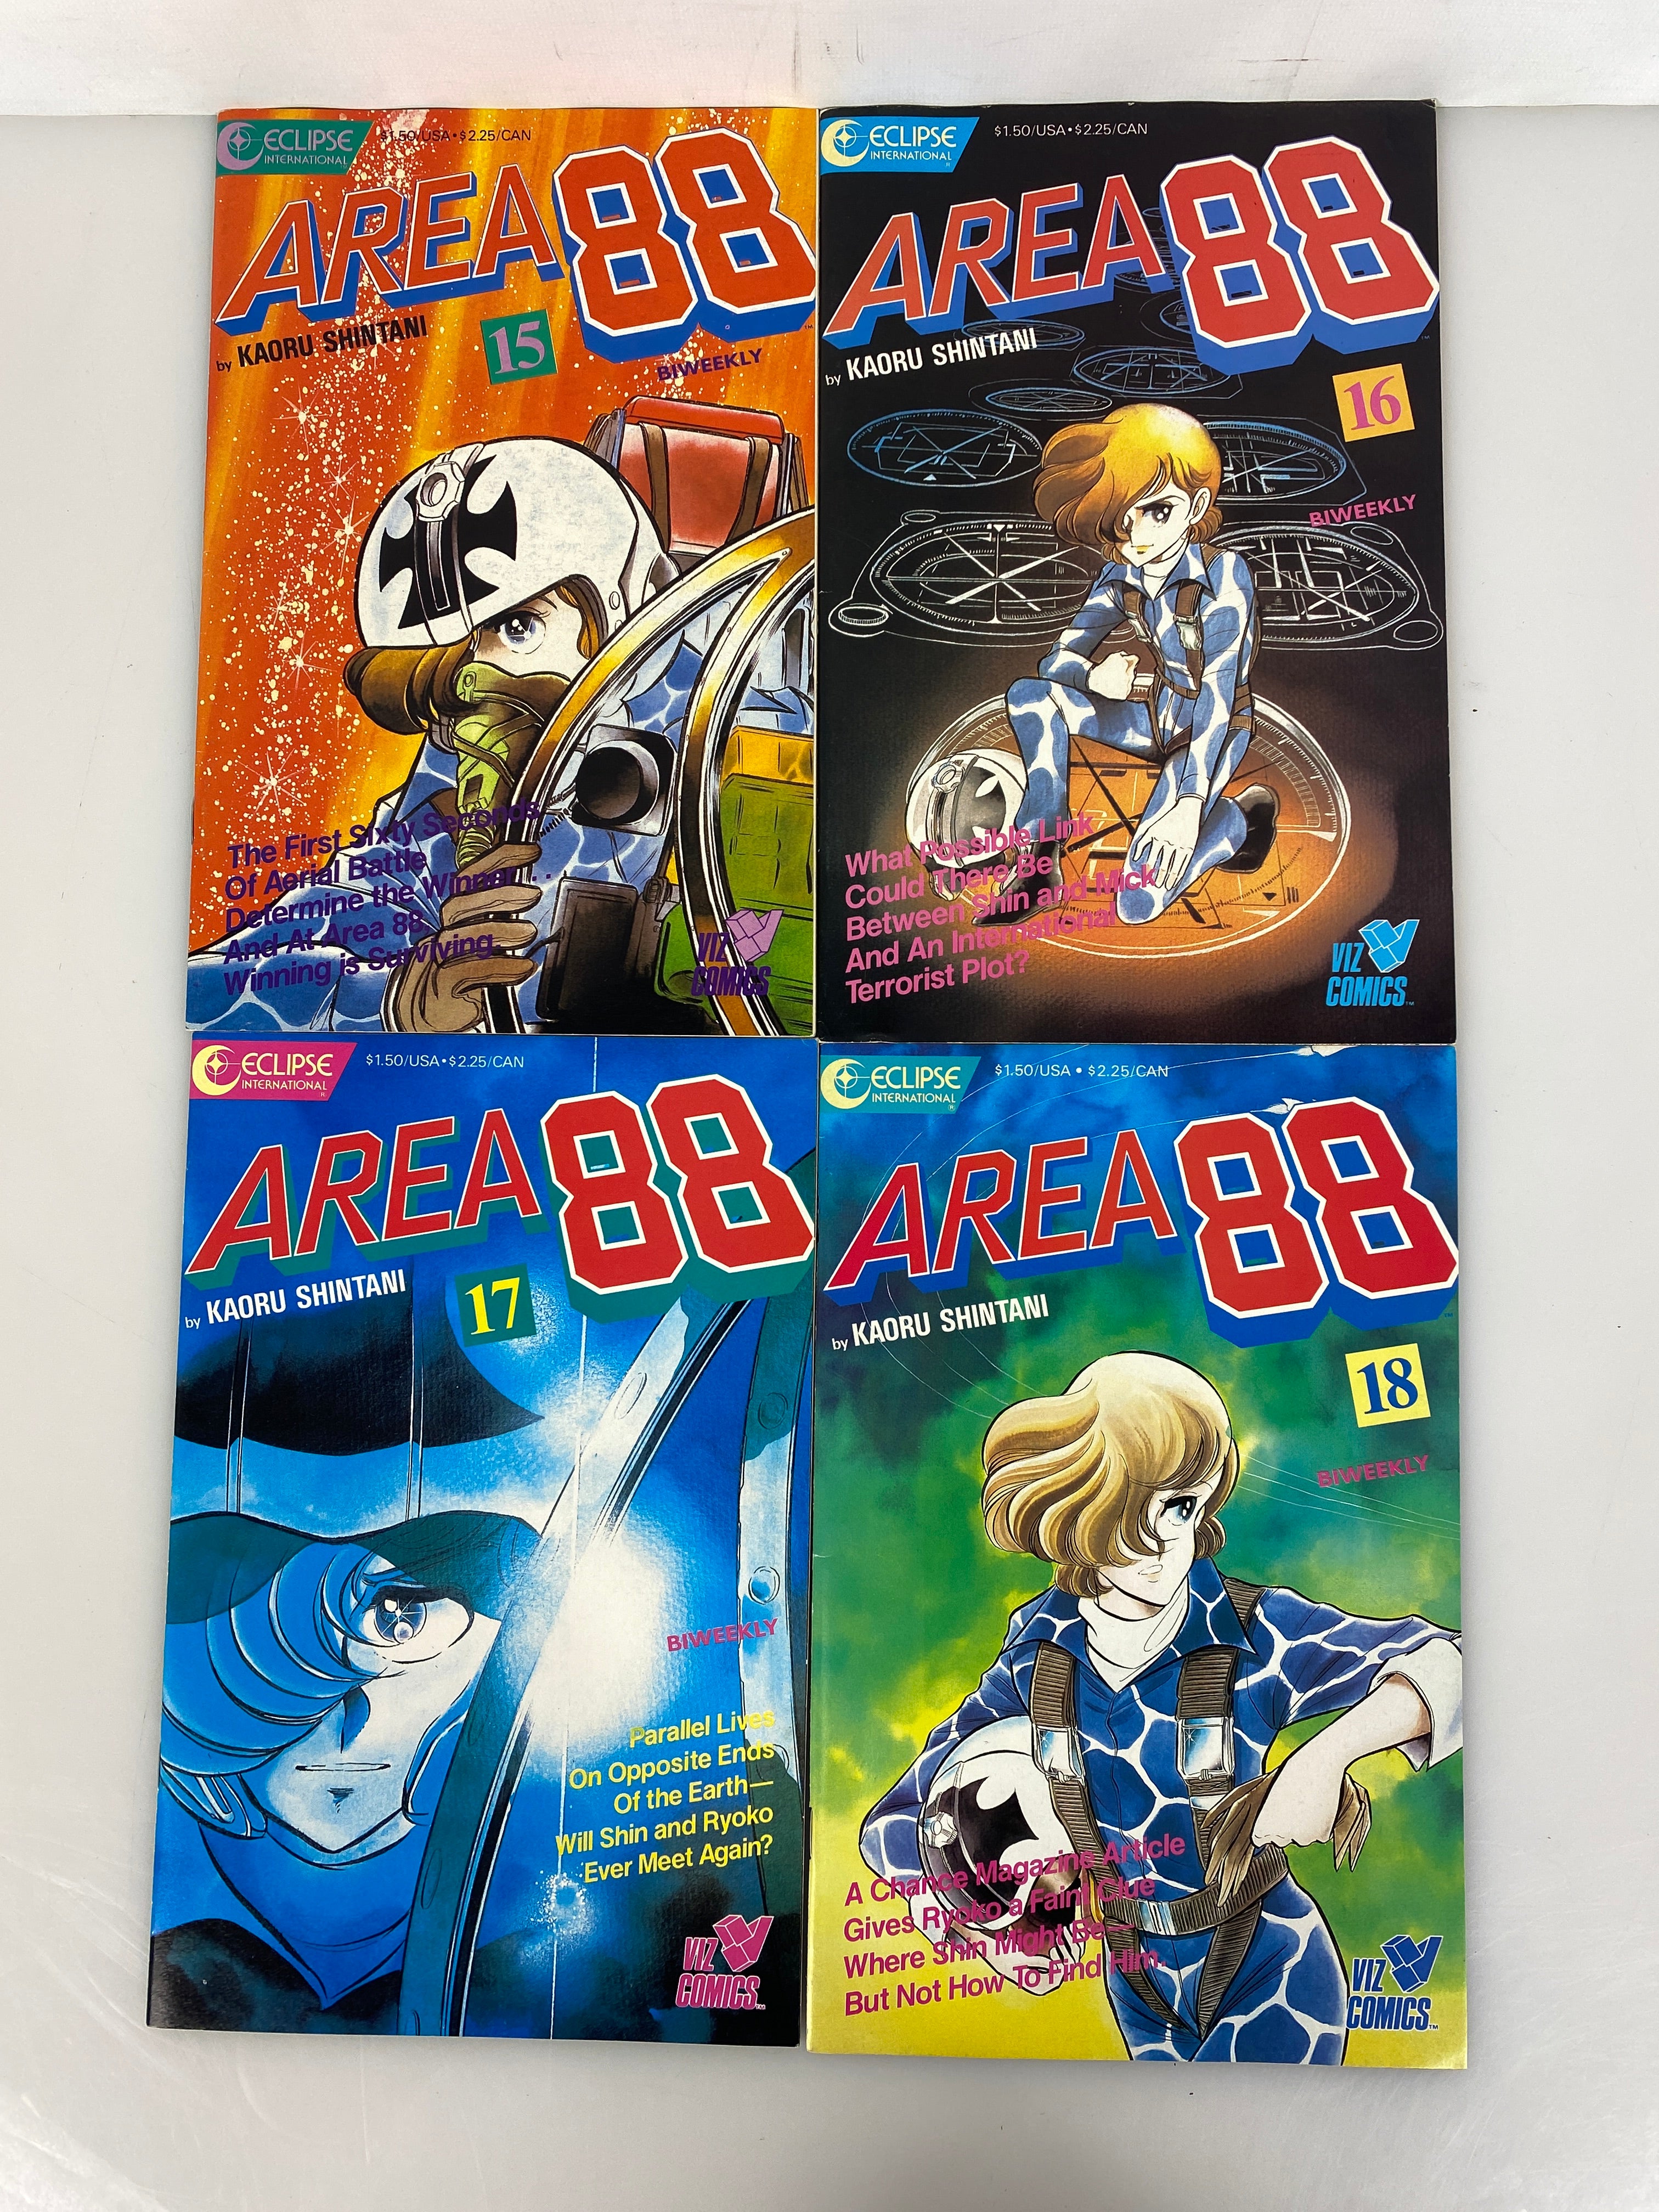 ECLIPSE
INTERNATIONAL
$1.50/USA•$2.25/CAN
AREA 88
by KAORU SHINTANI
15
BIWEEKLY
The First Sixty Seconds
Of Aerial Battle
Determine the Winner . . .
And At Area 88,
Winning is Surviving.
VIZ
COMICS
ECLIPSE
INTERNATIONAL
$1.50/USA•$2.25/CAN
AREA 88
by KAORU SHINTANI
16
BIWEEKLY
What Possible Link
Could There Be
Between Shin and Mick
And An International
Terrorist Plot?
VIZ
COMICS™
ECLIPSE
INTERNATIONAL
$1.50/USA•$2.25/CAN
AREA 88
by KAORU SHINTANI
17
BIWEEKLY
Parallel Lives
On Opposite Ends
Of the Earth—
Will Shin and Ryoko
Ever Meet Again?
VIZ
COMICS™
ECLIPSE
INTERNATIONAL
$1.50/USA • $2.25/CAN
AREA 88
by KAORU SHINTANI
18
BIWEEKLY
A Chance Magazine Article
Gives Ryoko a Faint Clue
Where Shin Might Be—
But Not How To Find Him.
VIZ
COMICS™